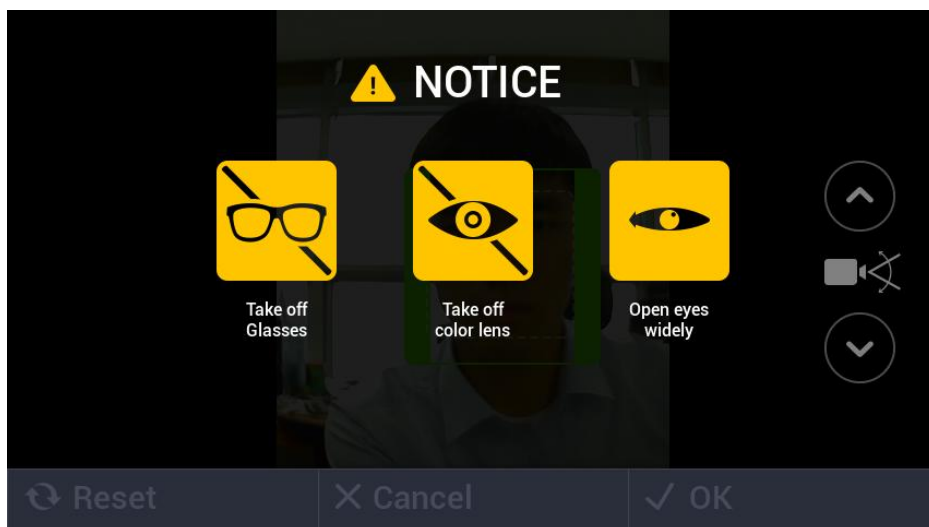 NOTICE
Take off
Glasses
Take off
color lens
Open eyes
widely
Reset
Cancel
OK